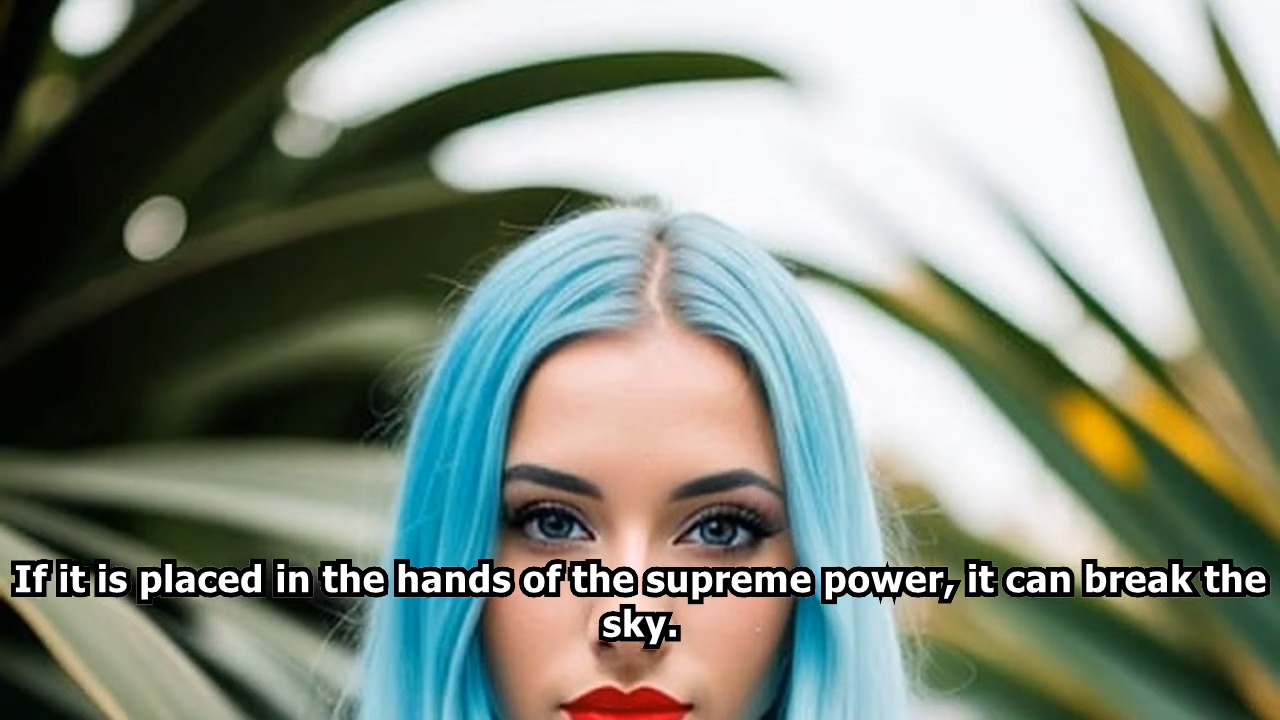 If it is placed in the hands of the supreme power, it can break the
sky.